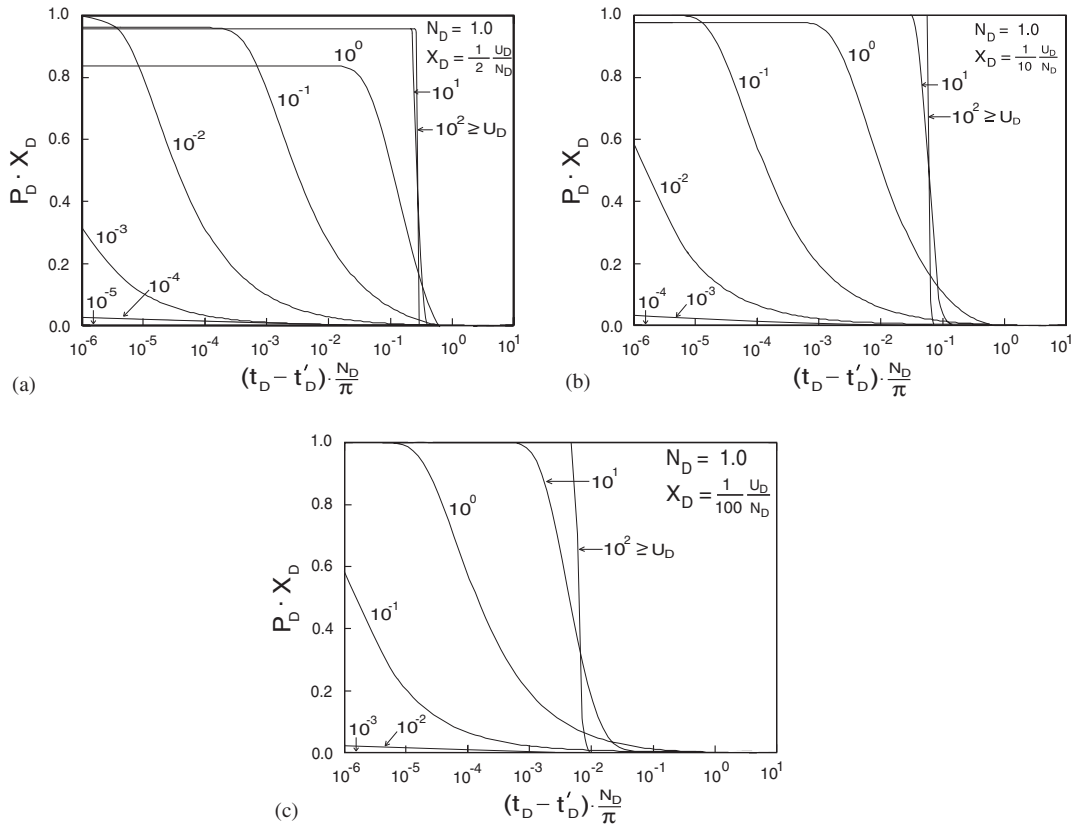 1.0
0.8
0.6
0.4
0.2
0.0
P_D · X_D
N_D = 1.0
X_D = 1/2 U_D/N_D
10^0
10^-1
10^1
10^-2
10^2 ≥ U_D
10^-3
10^-4
10^-5
10^-6 10^-5 10^-4 10^-3 10^-2 10^-1 10^0 10^1
(t_D − t′_D) · N_D/π
(a)
1.0
0.8
0.6
0.4
0.2
0.0
P_D · X_D
N_D = 1.0
X_D = 1/10 U_D/N_D
10^0
10^-1
10^1
10^2 ≥ U_D
10^-2
10^-3
10^-4
10^-6 10^-5 10^-4 10^-3 10^-2 10^-1 10^0 10^1
(t_D − t′_D) · N_D/π
(b)
1.0
0.8
0.6
0.4
0.2
0.0
P_D · X_D
N_D = 1.0
X_D = 1/100 U_D/N_D
10^1
10^0
10^2 ≥ U_D
10^-1
10^-3
10^-2
10^-6 10^-5 10^-4 10^-3 10^-2 10^-1 10^0 10^1
(t_D − t′_D) · N_D/π
(c)